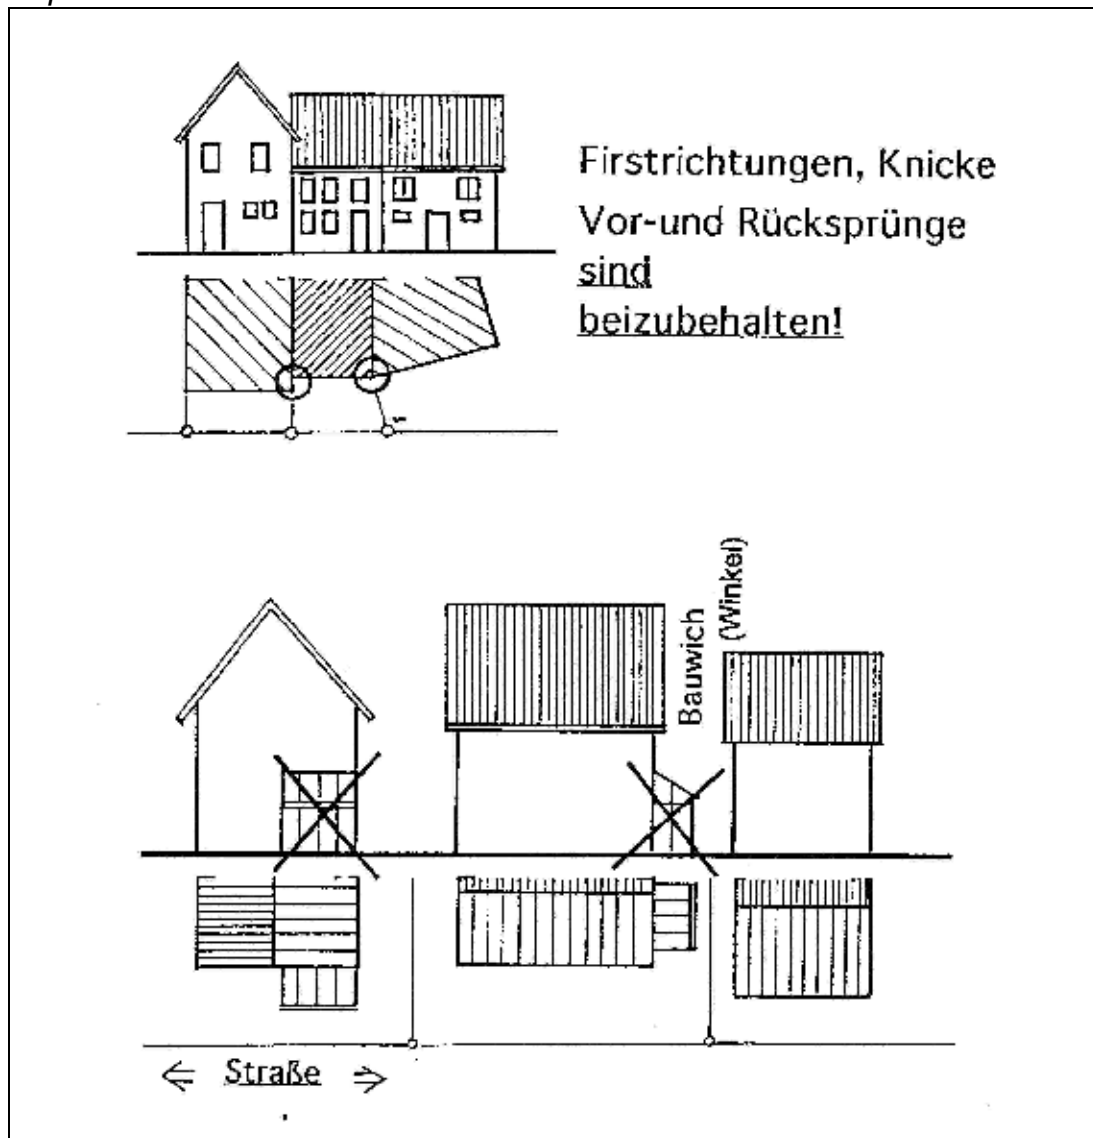 Firstrichtungen, Knicke
Vor-und Rücksprünge
sind
beizubehalten!
Bauwich
(Winkel)
Straße